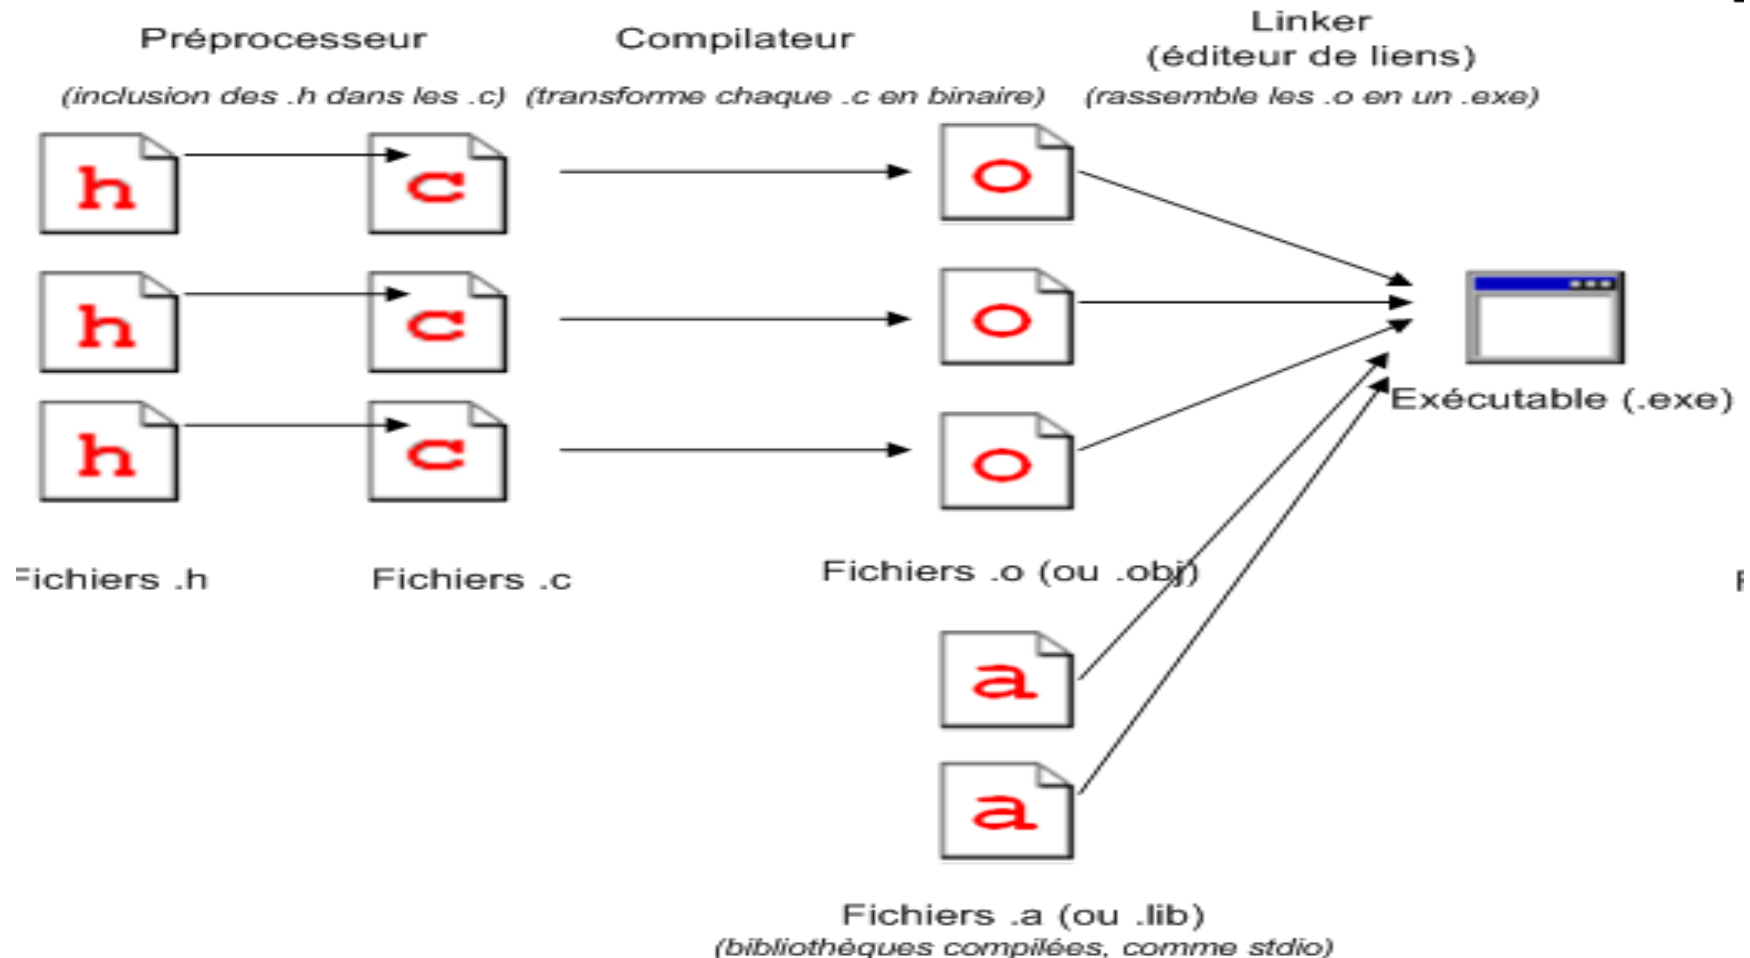 Préprocesseur
Compilateur
Linker
(éditeur de liens)
(inclusion des .h dans les .c)
(transforme chaque .c en binaire)
(rassemble les .o en un .exe)
h
c
o
h
c
o
h
c
o
Exécutable (.exe)
Fichiers .h
Fichiers .c
Fichiers .o (ou .obj)
a
a
Fichiers .a (ou .lib)
(bibliothèques compilées, comme stdio)